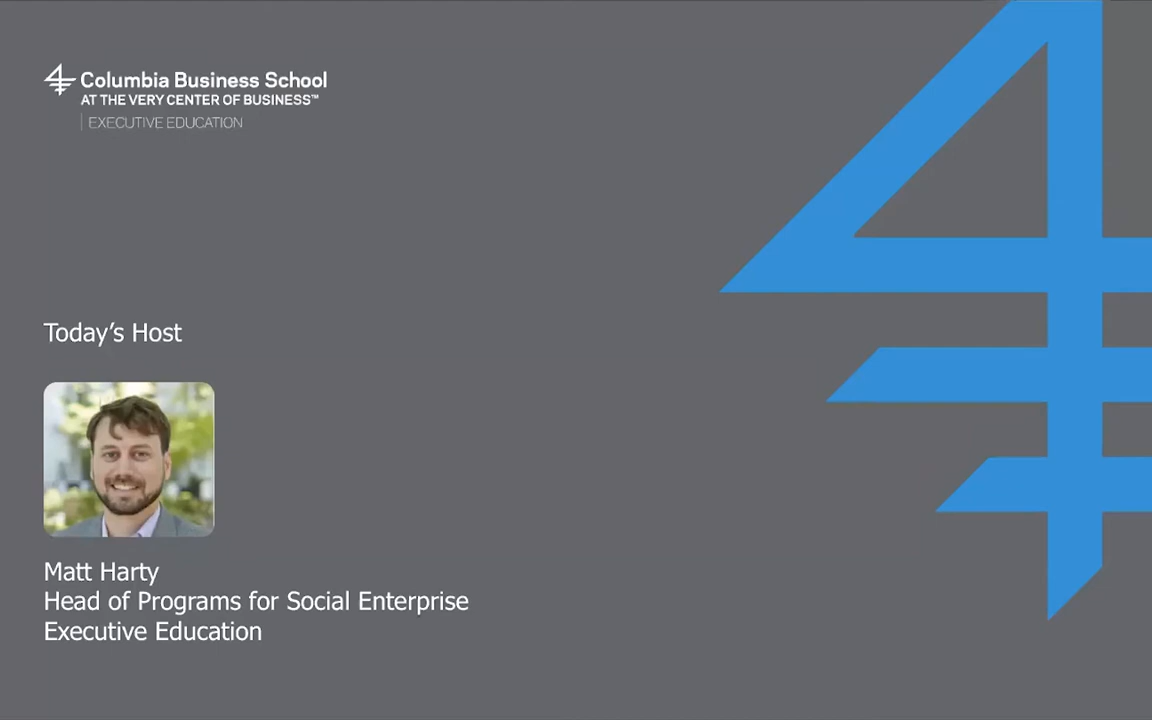 Columbia Business School
AT THE VERY CENTER OF BUSINESS™
EXECUTIVE EDUCATION
Today’s Host
Matt Harty
Head of Programs for Social Enterprise
Executive Education